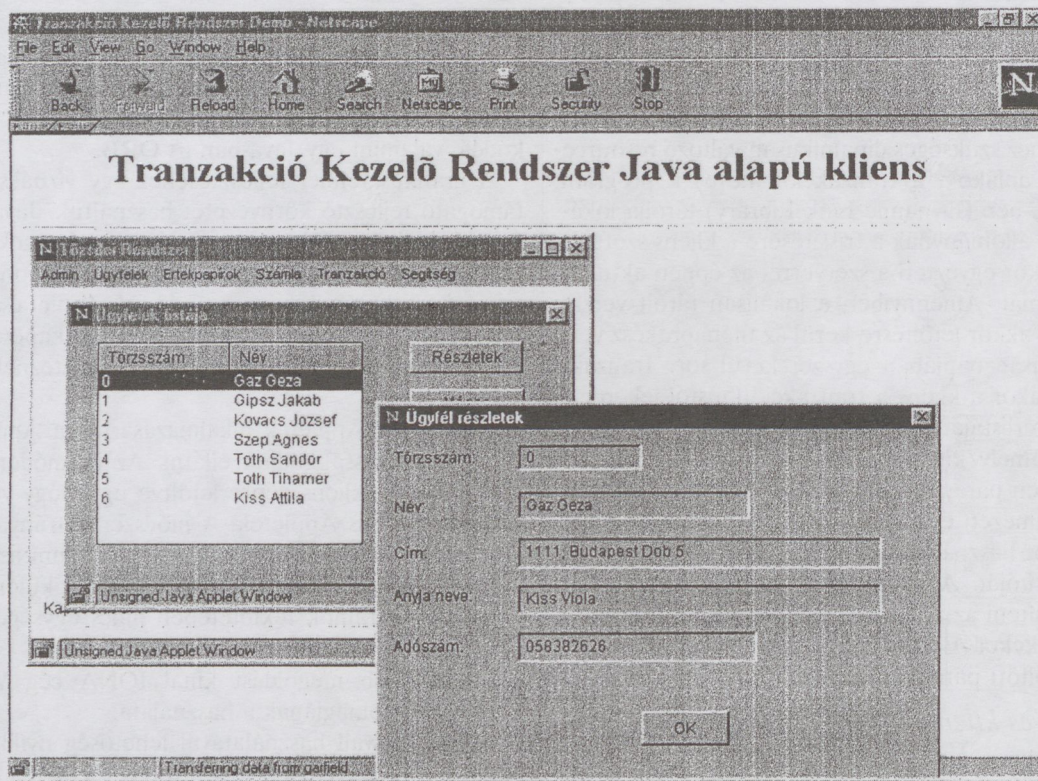 Tranzakció Kezelő Rendszer Demo - Netscape
File Edit View Go Window Help
Back Forward Reload Home Search Netscape Print Security Stop
N
Tranzakció Kezelõ Rendszer Java alapú kliens
N Tőzsdei Rendszer
Admin Ügyfelek Értékpapírok Számla Tranzakció Segítség
N Ügyfelek listája
Törzsszám Név
Részletek
0 Gaz Geza
1 Gipsz Jakab
2 Kovacs Jozsef
3 Szep Agnes
4 Toth Sandor
5 Toth Tihamer
6 Kiss Attila
Unsigned Java Applet Window
Unsigned Java Applet Window
N Ügyfél részletek
Törzsszám: 0
Név: Gaz Geza
Cím: 1111, Budapest Dob 5
Anyja neve: Kiss Viola
Adószám: 058382626
OK
Transferring data from garfield